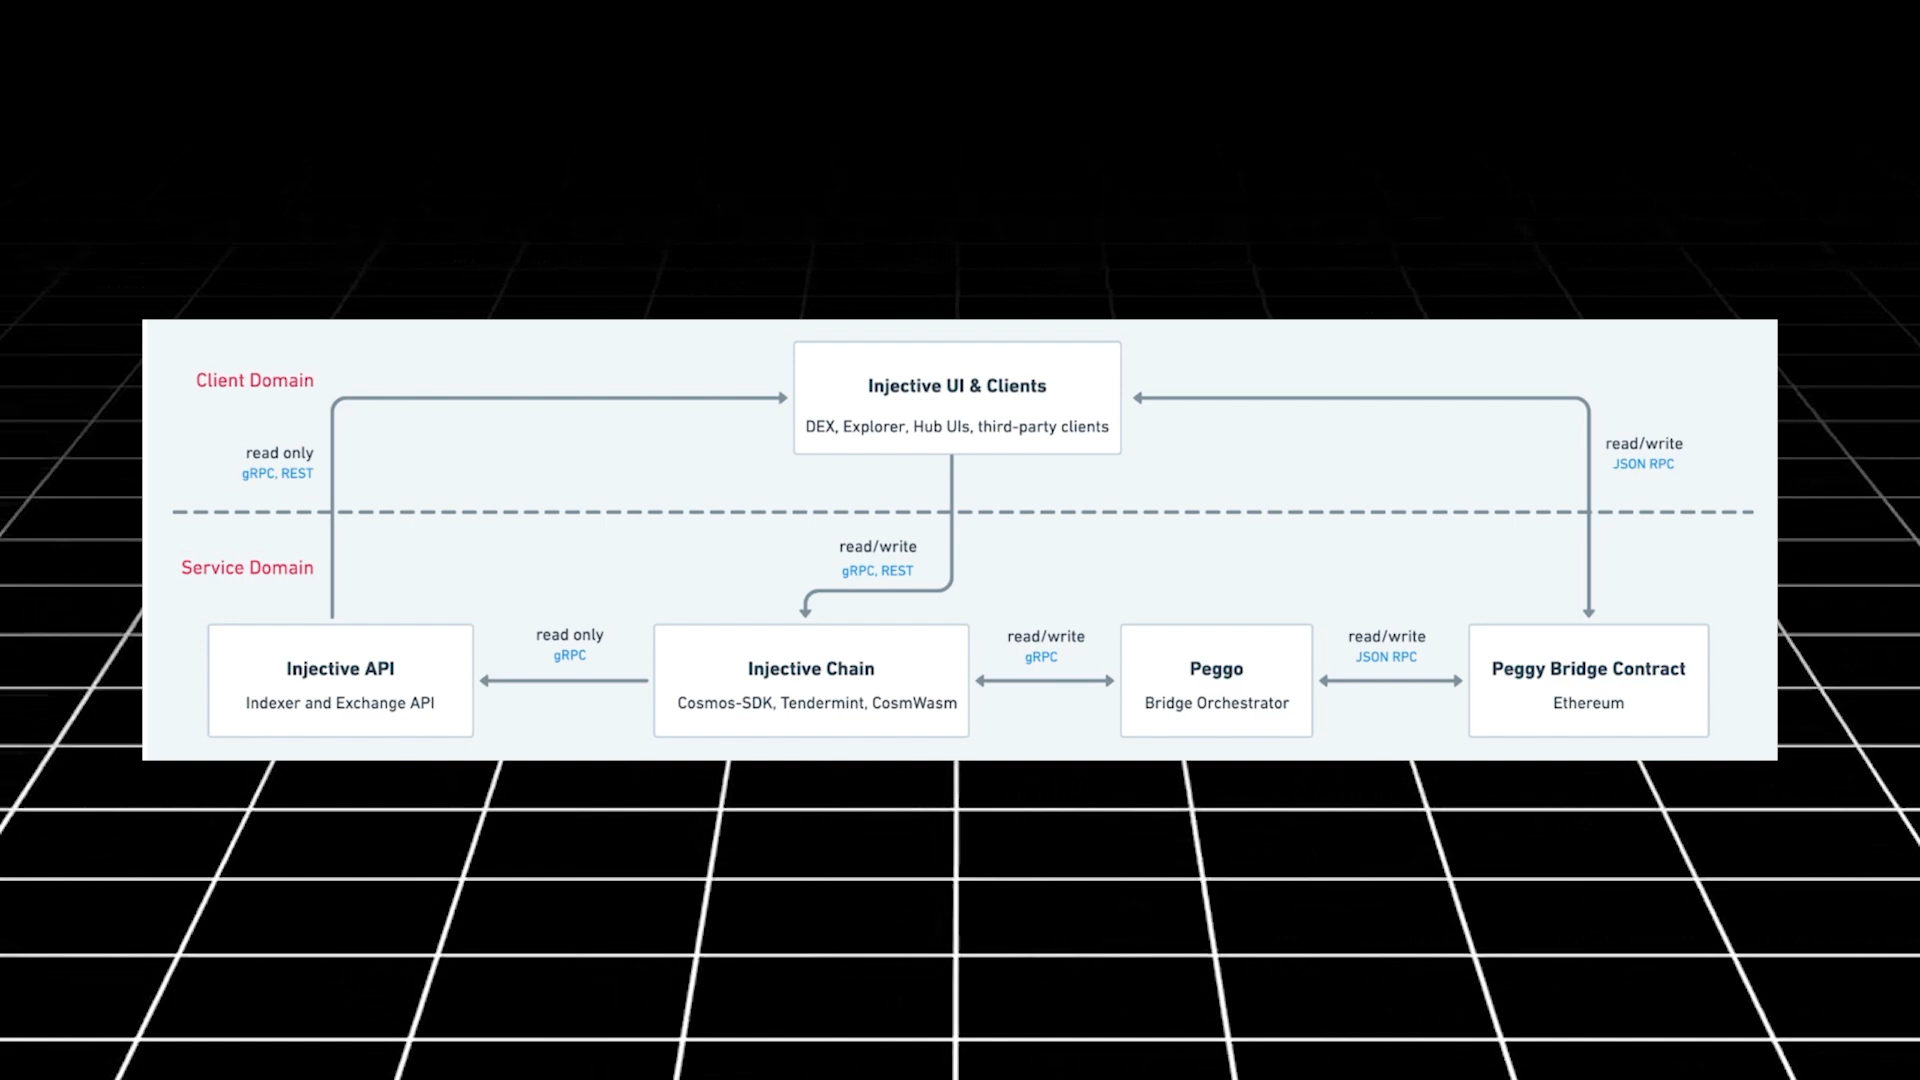 Client Domain
Injective UI & Clients
DEX, Explorer, Hub UIs, third-party clients
read only
gRPC, REST
read/write
JSON RPC
Service Domain
read/write
gRPC, REST
read only
gRPC
read/write
gRPC
read/write
JSON RPC
Injective API
Indexer and Exchange API
Injective Chain
Cosmos-SDK, Tendermint, CosmWasm
Peggo
Bridge Orchestrator
Peggy Bridge Contract
Ethereum